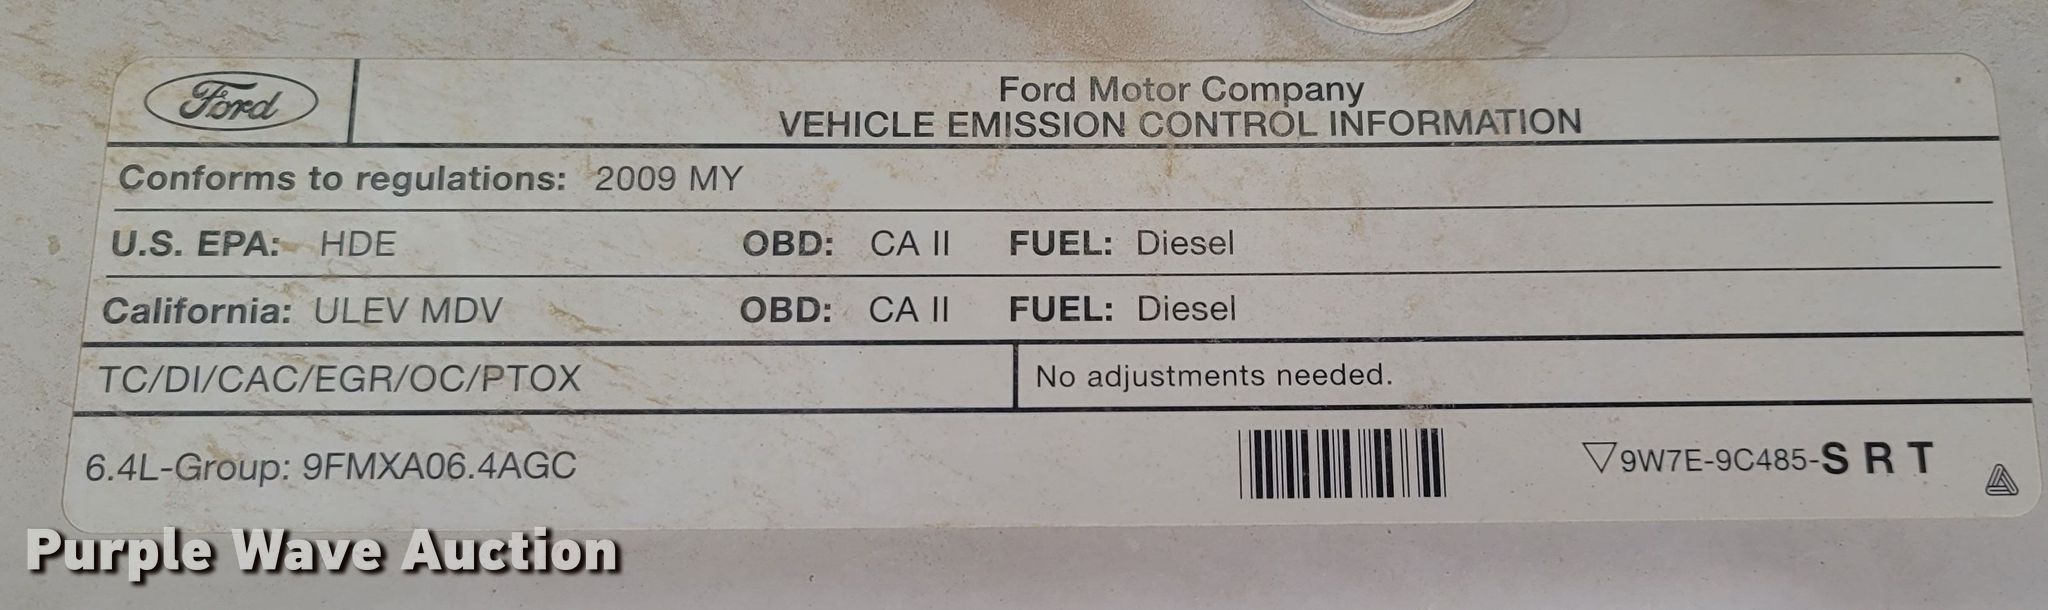 Ford
Ford Motor Company
VEHICLE EMISSION CONTROL INFORMATION
Conforms to regulations: 2009 MY
U.S. EPA: HDE OBD: CA II FUEL: Diesel
California: ULEV MDV OBD: CA II FUEL: Diesel
TC/DI/CAC/EGR/OC/PTOX No adjustments needed.
6.4L-Group: 9FMXA06.4AGC ▽9W7E-9C485-S R T
Purple Wave Auction